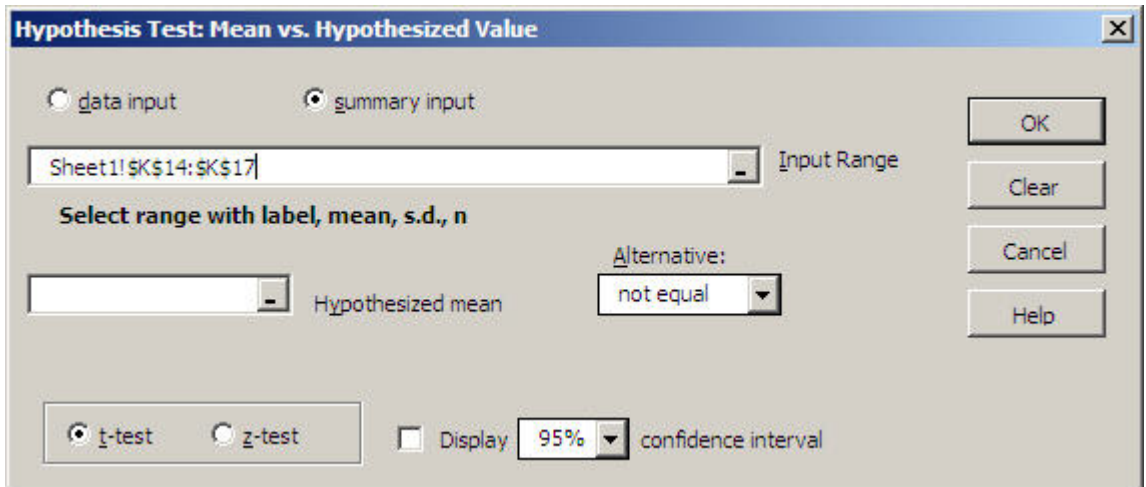 Hypothesis Test: Mean vs. Hypothesized Value
data input
summary input
OK
Sheet1!$K$14:$K$17
Input Range
Clear
Select range with label, mean, s.d., n
Alternative:
Cancel
Hypothesized mean
not equal
Help
t-test
z-test
Display 95% confidence interval